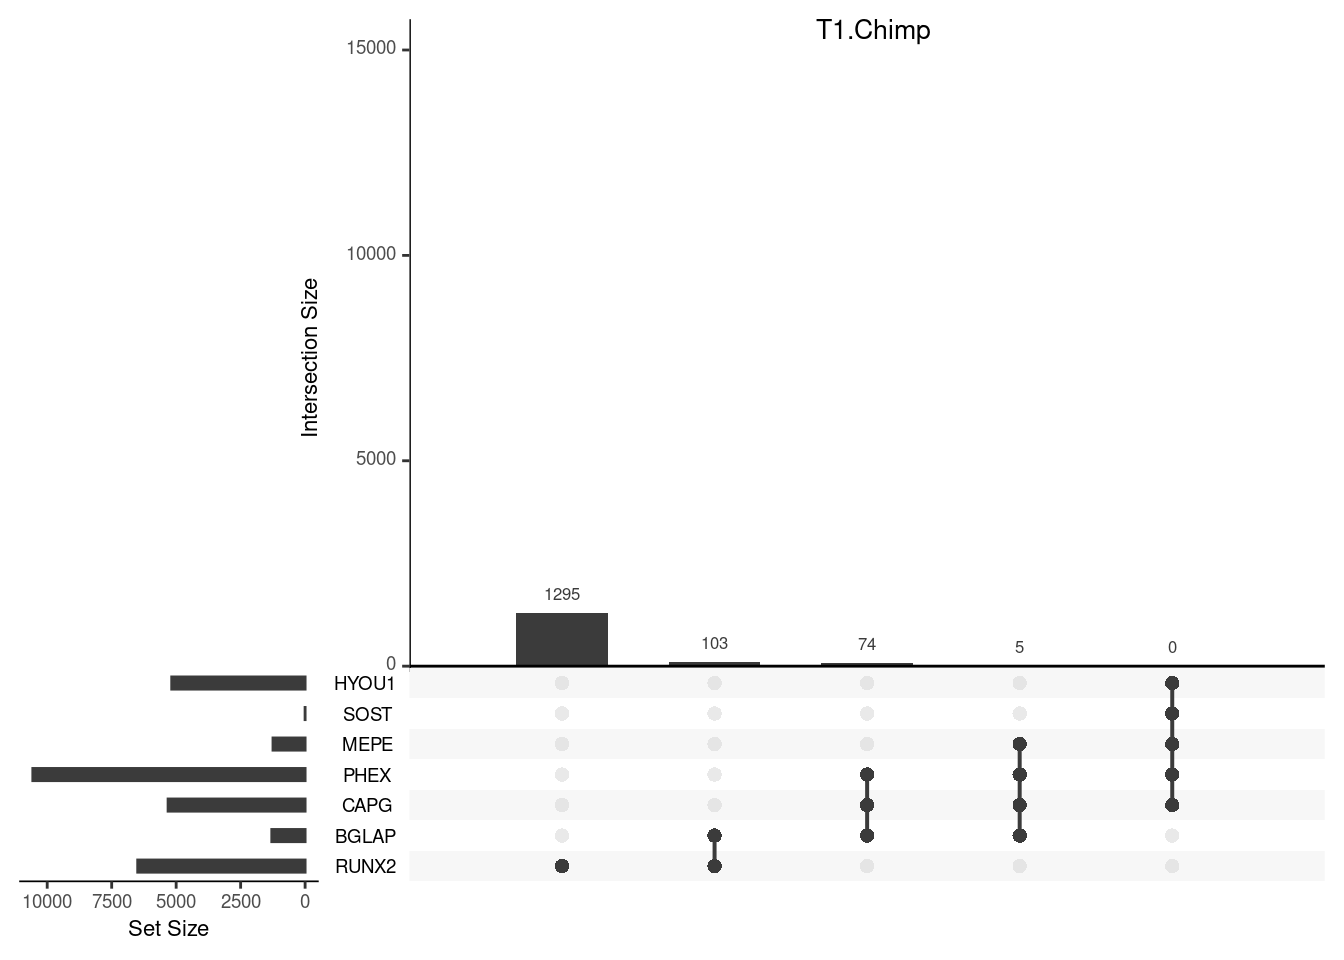 T1.Chimp
15000
10000
5000
0
Intersection Size
1295
103
74
5
0
HYOU1
SOST
MEPE
PHEX
CAPG
BGLAP
RUNX2
10000 7500 5000 2500 0
Set Size